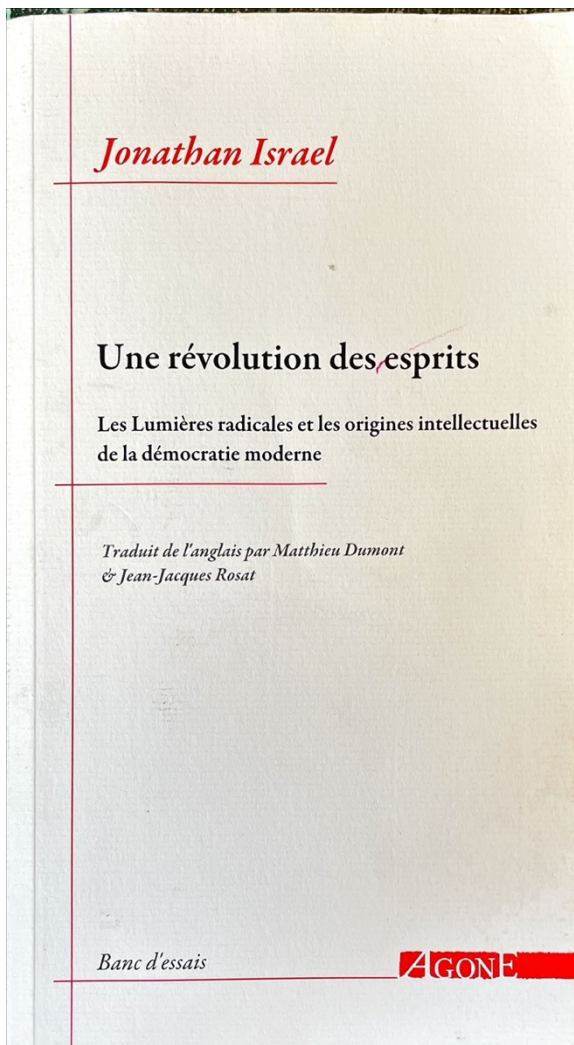 Jonathan Israel
Une révolution des esprits
Les Lumières radicales et les origines intellectuelles
de la démocratie moderne
Traduit de l'anglais par Matthieu Dumont
& Jean-Jacques Rosat
Banc d'essais
AGONE